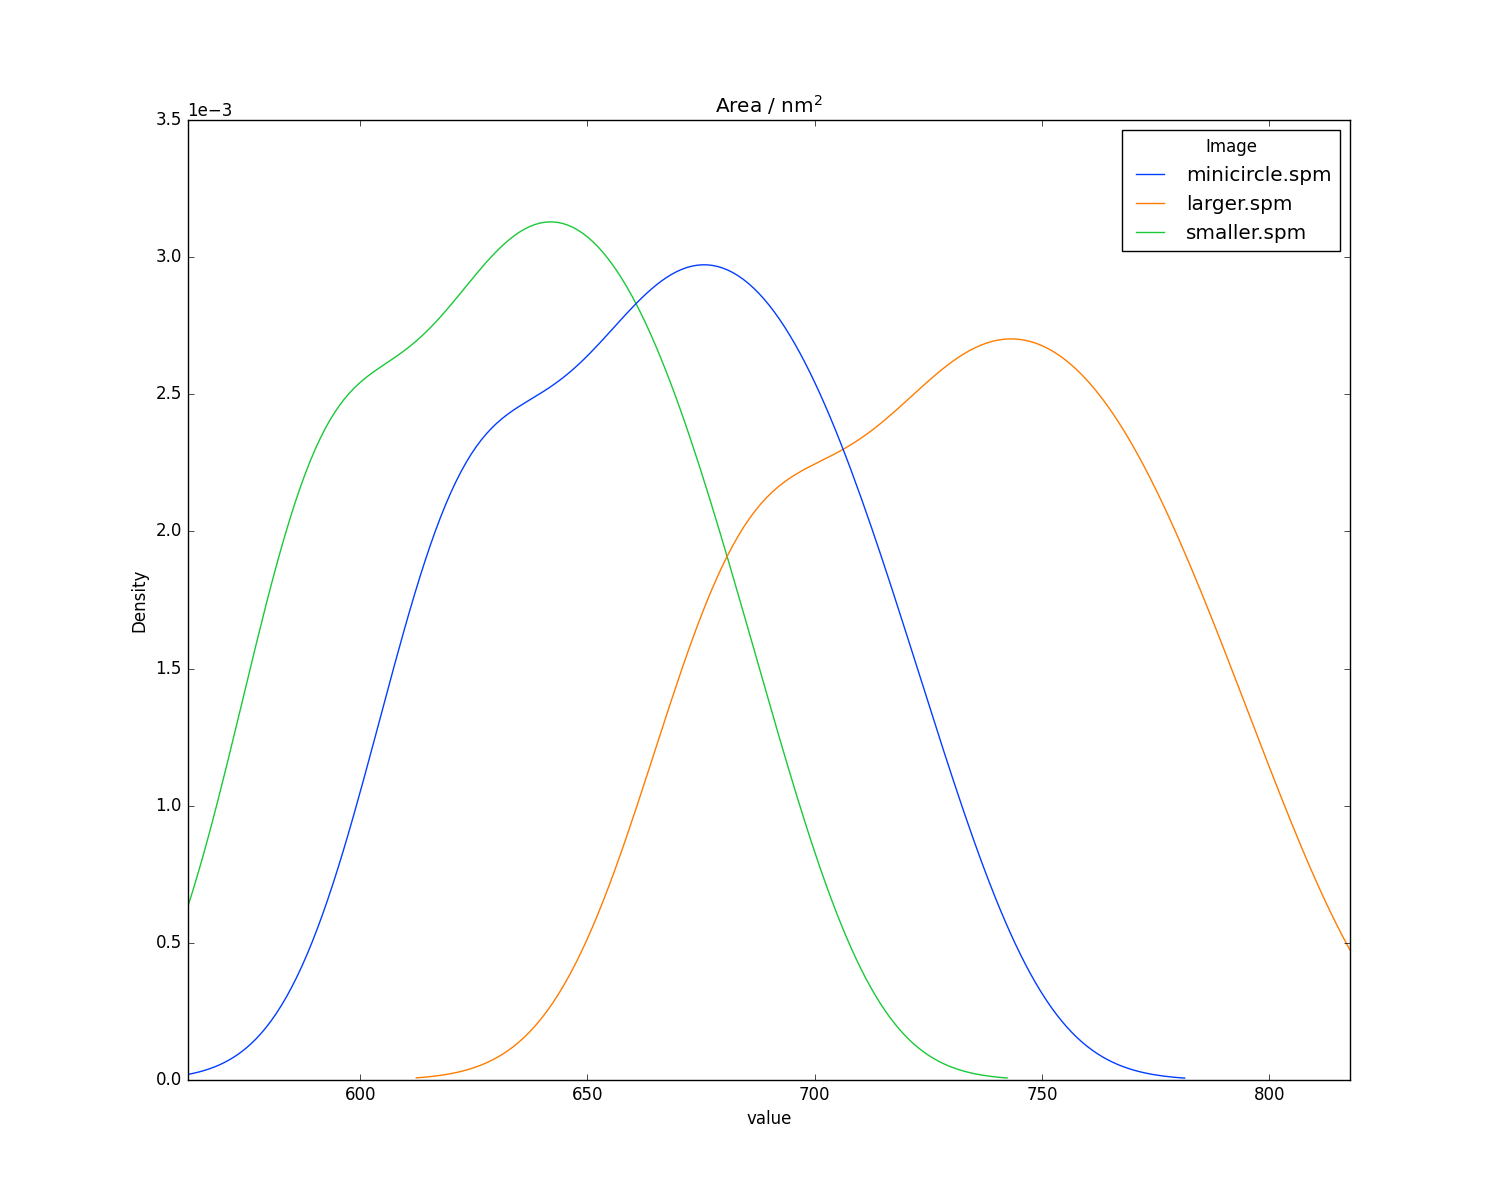 Area / nm²
1e−3
3.5
3.0
2.5
2.0
1.5
1.0
0.5
0.0
Density
600 650 700 750 800
value
Image
minicircle.spm
larger.spm
smaller.spm